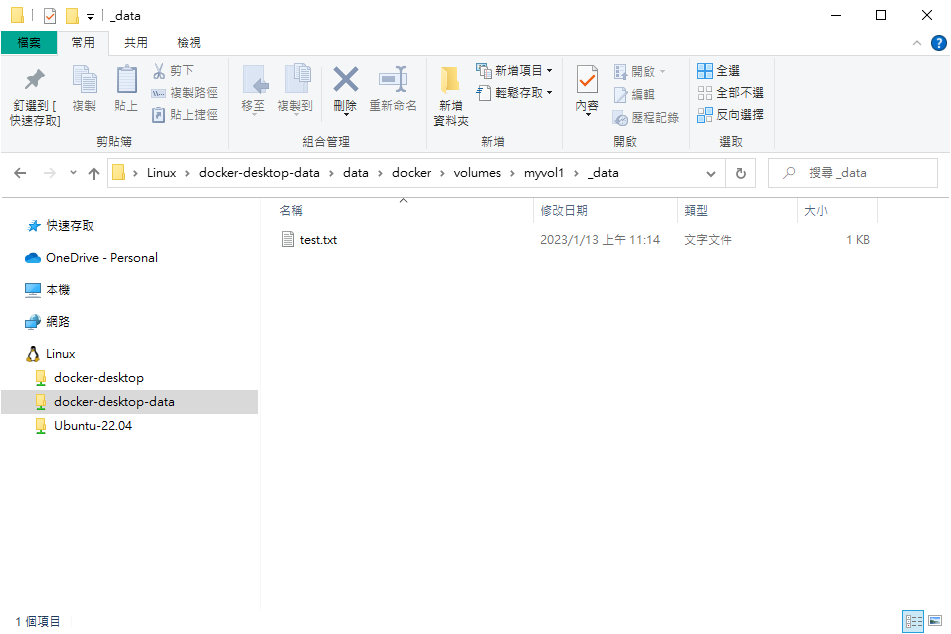 _data
檔案 常用 共用 檢視
釘選到 [
快速存取]
複製
貼上
剪下
複製路徑
貼上捷徑
剪貼簿
移至
複製到
刪除
重新命名
組合管理
新增
資料夾
新增項目
輕鬆存取
新增
內容
開啟
編輯
歷程記錄
開啟
全選
全部不選
反向選擇
選取
Linux › docker-desktop-data › data › docker › volumes › myvol1 › _data
搜尋 _data
快速存取
OneDrive - Personal
本機
網路
Linux
docker-desktop
docker-desktop-data
Ubuntu-22.04
名稱 修改日期 類型 大小
test.txt 2023/1/13 上午 11:14 文字文件 1 KB
1 個項目